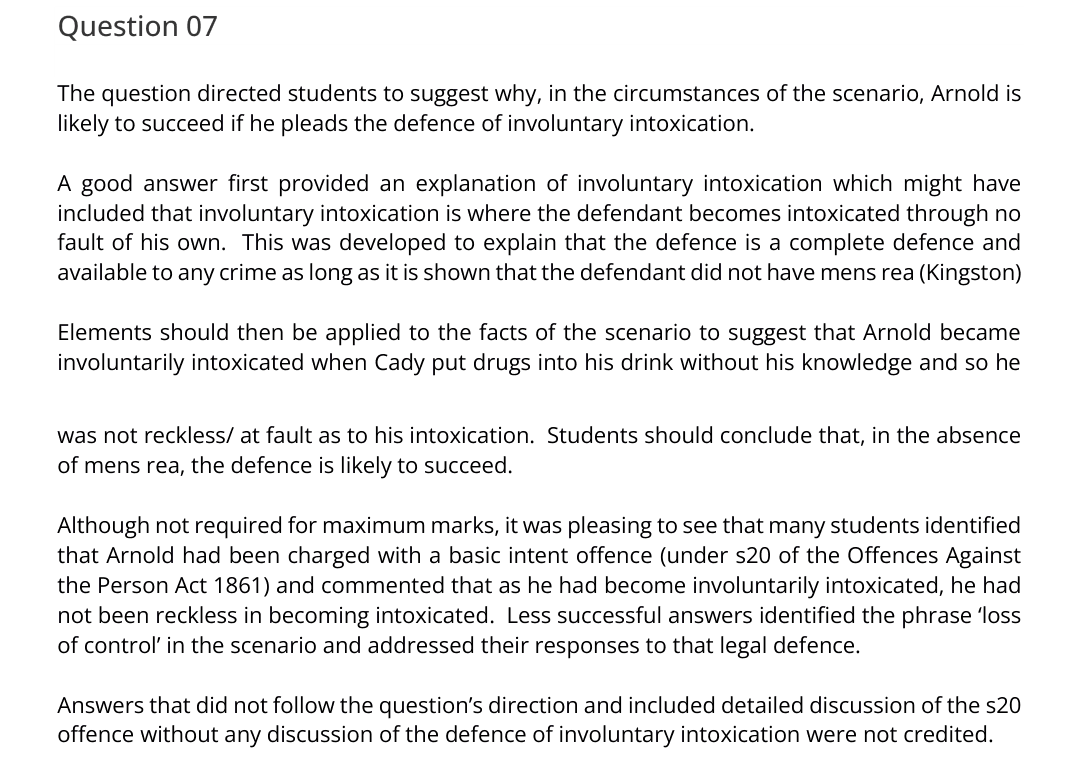 Question 07
The question directed students to suggest why, in the circumstances of the scenario, Arnold is
likely to succeed if he pleads the defence of involuntary intoxication.
A good answer first provided an explanation of involuntary intoxication which might have
included that involuntary intoxication is where the defendant becomes intoxicated through no
fault of his own.  This was developed to explain that the defence is a complete defence and
available to any crime as long as it is shown that the defendant did not have mens rea (Kingston)
Elements should then be applied to the facts of the scenario to suggest that Arnold became
involuntarily intoxicated when Cady put drugs into his drink without his knowledge and so he
was not reckless/ at fault as to his intoxication.  Students should conclude that, in the absence
of mens rea, the defence is likely to succeed.
Although not required for maximum marks, it was pleasing to see that many students identified
that Arnold had been charged with a basic intent offence (under s20 of the Offences Against
the Person Act 1861) and commented that as he had become involuntarily intoxicated, he had
not been reckless in becoming intoxicated.  Less successful answers identified the phrase ‘loss
of control’ in the scenario and addressed their responses to that legal defence.
Answers that did not follow the question’s direction and included detailed discussion of the s20
offence without any discussion of the defence of involuntary intoxication were not credited.